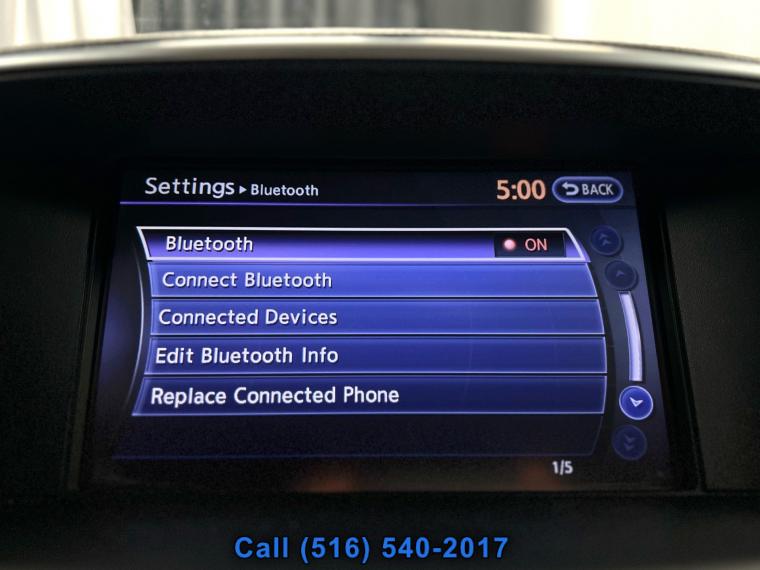 Settings ▸ Bluetooth 5:00 BACK
Bluetooth ON
Connect Bluetooth
Connected Devices
Edit Bluetooth Info
Replace Connected Phone
1/5
Call (516) 540-2017